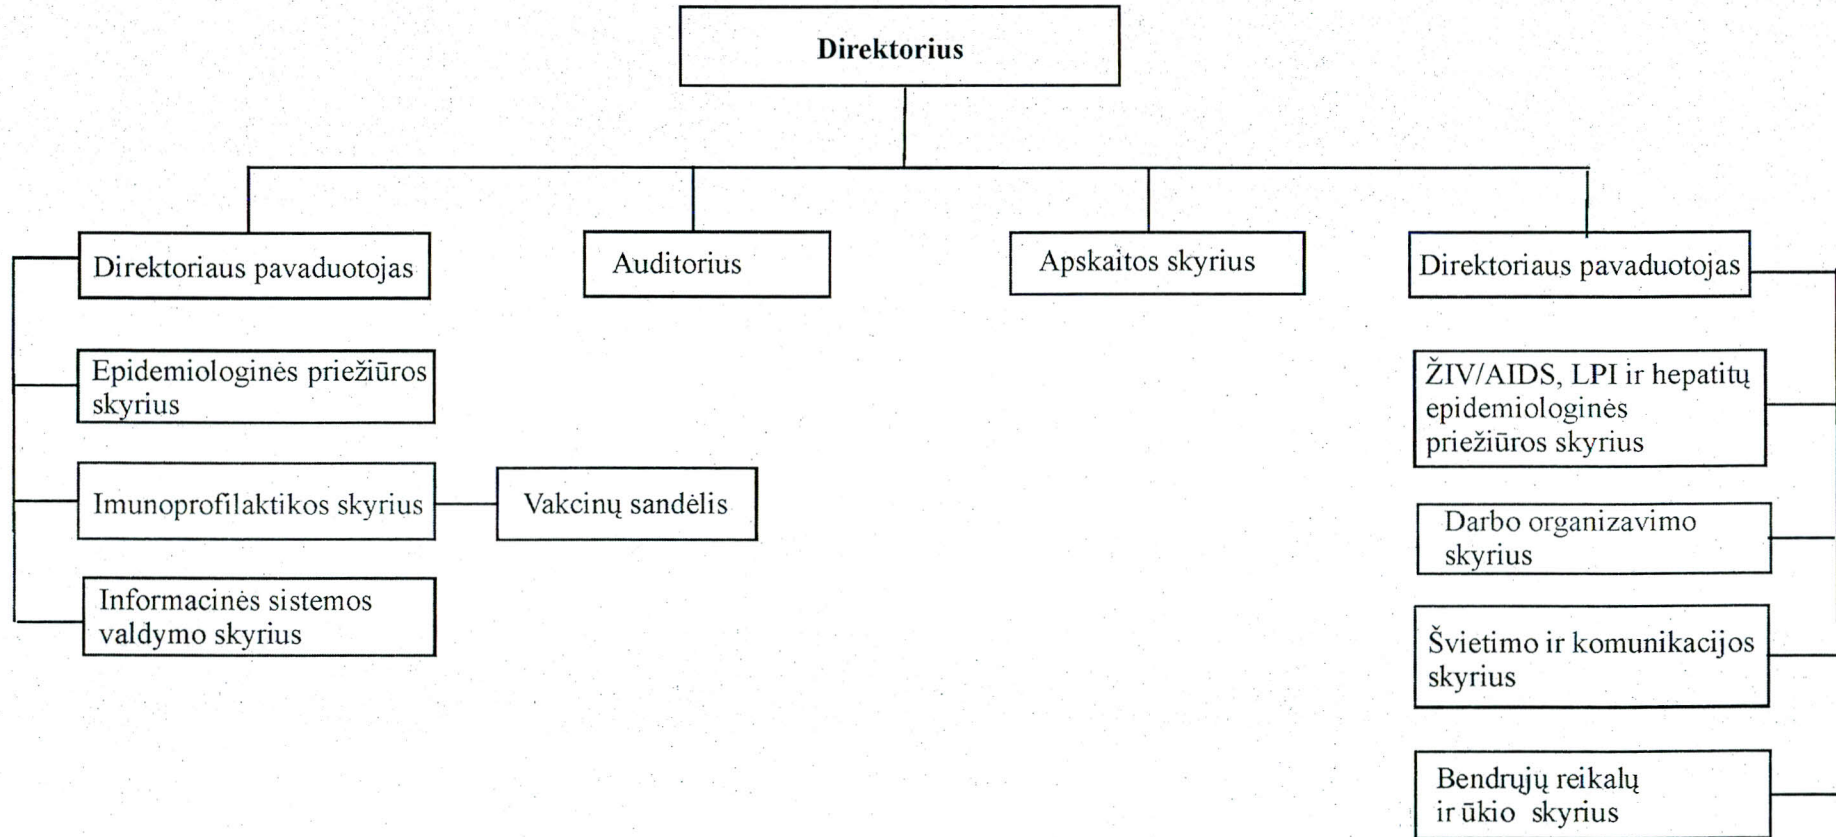 Direktorius
Direktoriaus pavaduotojas
Auditorius
Apskaitos skyrius
Direktoriaus pavaduotojas
Epidemiologinės priežiūros
skyrius
Imunoprofilaktikos skyrius
Vakcinų sandėlis
Informacinės sistemos
valdymo skyrius
ŽIV/AIDS, LPI ir hepatitų
epidemiologinės
priežiūros skyrius
Darbo organizavimo
skyrius
Švietimo ir komunikacijos
skyrius
Bendrųjų reikalų
ir ūkio skyrius